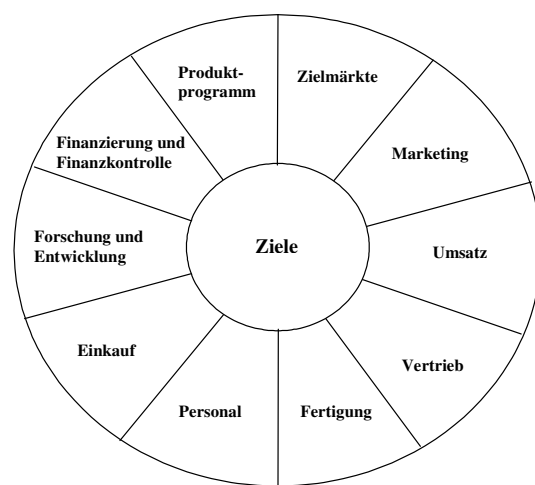 Produkt-
programm
Zielmärkte
Finanzierung und
Finanzkontrolle
Marketing
Forschung und
Entwicklung
Ziele
Umsatz
Einkauf
Vertrieb
Personal
Fertigung